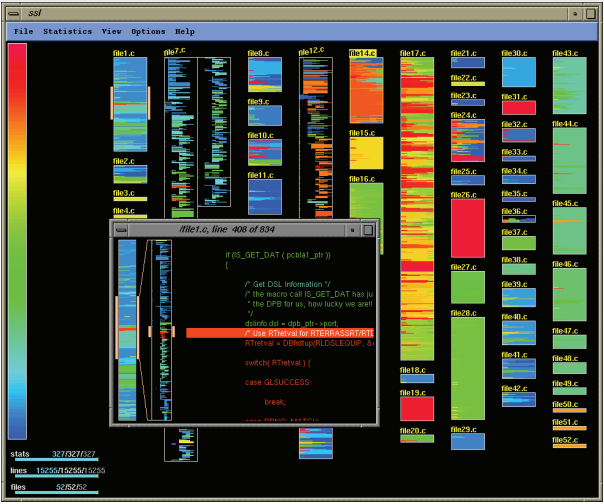 ssl
File Statistics View Options Help
file1.c
file2.c
file3.c
file4.c
file7.c
file8.c
file9.c
file10.c
file11.c
file12.c
file14.c
file15.c
file16.c
file17.c
file18.c
file19.c
file20.c
file21.c
file22.c
file23.c
file24.c
file25.c
file26.c
file27.c
file28.c
file29.c
file30.c
file31.c
file32.c
file33.c
file34.c
file35.c
file36.c
file37.c
file38.c
file39.c
file40.c
file41.c
file42.c
file43.c
file44.c
file45.c
file46.c
file47.c
file48.c
file49.c
file50.c
file51.c
file52.c
/file1.c, line 408 of 834
if (IS_GET_DAT ( pcbla1_ptr ))
{
/* Get DSL Information */
* the macro call IS_GET_DAT has ju
* the DPB for us, how lucky we are!!
*/
dslinfo.dsl = dpb_ptr->port;
/* Use RTretval for RTERRASSRT/RTD
RTretval = DBfrdtup(RLDSLEQUIP, &
switch( RTretval ) {
case GLSUCCESS:
break;
stats 327/327/327
lines 15255/15255/15255
files 52/52/52